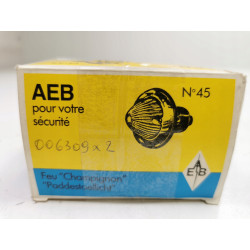 AEB
N°45
pour votre
sécurité
006309 x 2
AEB
Feu "Champignon"
"Paddestoellicht"